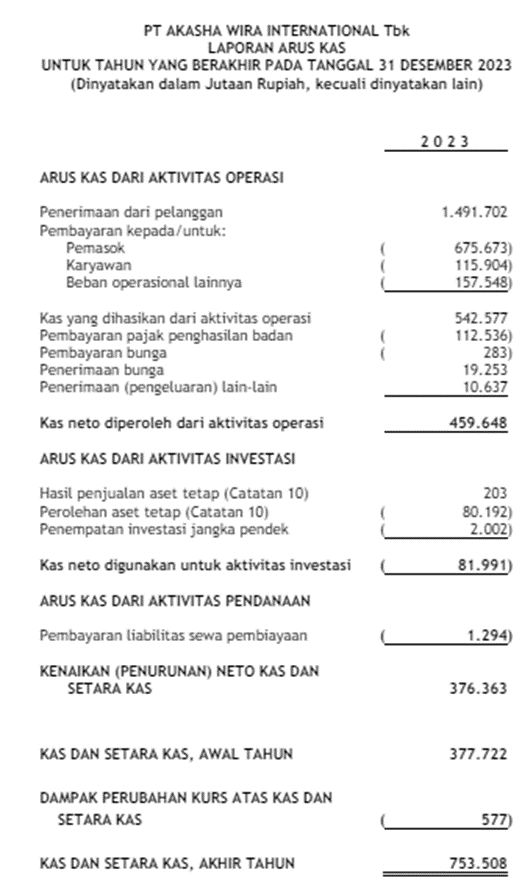 PT AKASHA WIRA INTERNATIONAL Tbk
LAPORAN ARUS KAS
UNTUK TAHUN YANG BERAKHIR PADA TANGGAL 31 DESEMBER 2023
(Dinyatakan dalam Jutaan Rupiah, kecuali dinyatakan lain)
2 0 2 3
ARUS KAS DARI AKTIVITAS OPERASI
Penerimaan dari pelanggan 1.491.702
Pembayaran kepada/untuk:
Pemasok ( 675.673)
Karyawan ( 115.904)
Beban operasional lainnya ( 157.548)
Kas yang dihasikan dari aktivitas operasi 542.577
Pembayaran pajak penghasilan badan ( 112.536)
Pembayaran bunga ( 283)
Penerimaan bunga 19.253
Penerimaan (pengeluaran) lain-lain 10.637
Kas neto diperoleh dari aktivitas operasi 459.648
ARUS KAS DARI AKTIVITAS INVESTASI
Hasil penjualan aset tetap (Catatan 10) 203
Perolehan aset tetap (Catatan 10) ( 80.192)
Penempatan investasi jangka pendek ( 2.002)
Kas neto digunakan untuk aktivitas investasi ( 81.991)
ARUS KAS DARI AKTIVITAS PENDANAAN
Pembayaran liabilitas sewa pembiayaan ( 1.294)
KENAIKAN (PENURUNAN) NETO KAS DAN
SETARA KAS 376.363
KAS DAN SETARA KAS, AWAL TAHUN 377.722
DAMPAK PERUBAHAN KURS ATAS KAS DAN
SETARA KAS ( 577)
KAS DAN SETARA KAS, AKHIR TAHUN 753.508